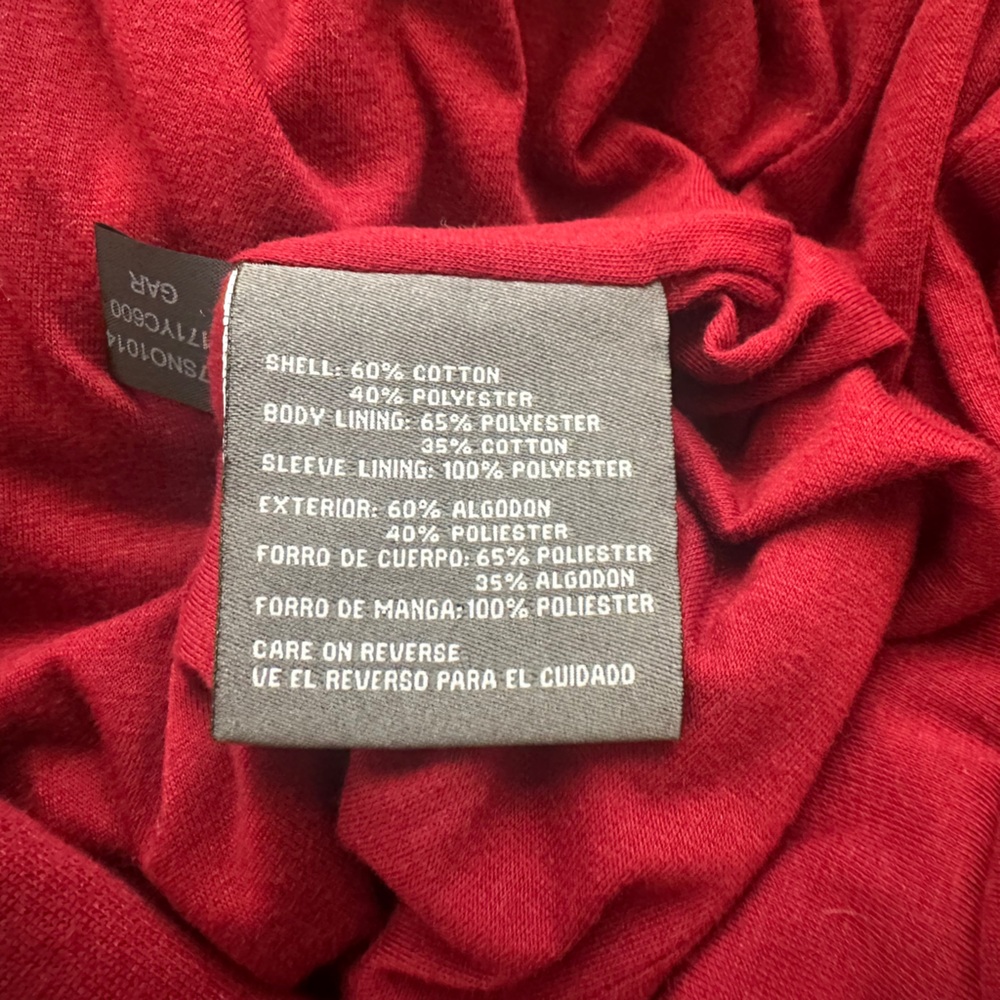 SHELL: 60% COTTON
40% POLYESTER
BODY LINING: 65% POLYESTER
35% COTTON
SLEEVE LINING: 100% POLYESTER
EXTERIOR: 60% ALGODON
40% POLIESTER
FORRO DE CUERPO: 65% POLIESTER
35% ALGODON
FORRO DE MANGA: 100% POLIESTER
CARE ON REVERSE
VE EL REVERSO PARA EL CUIDADO
GAR